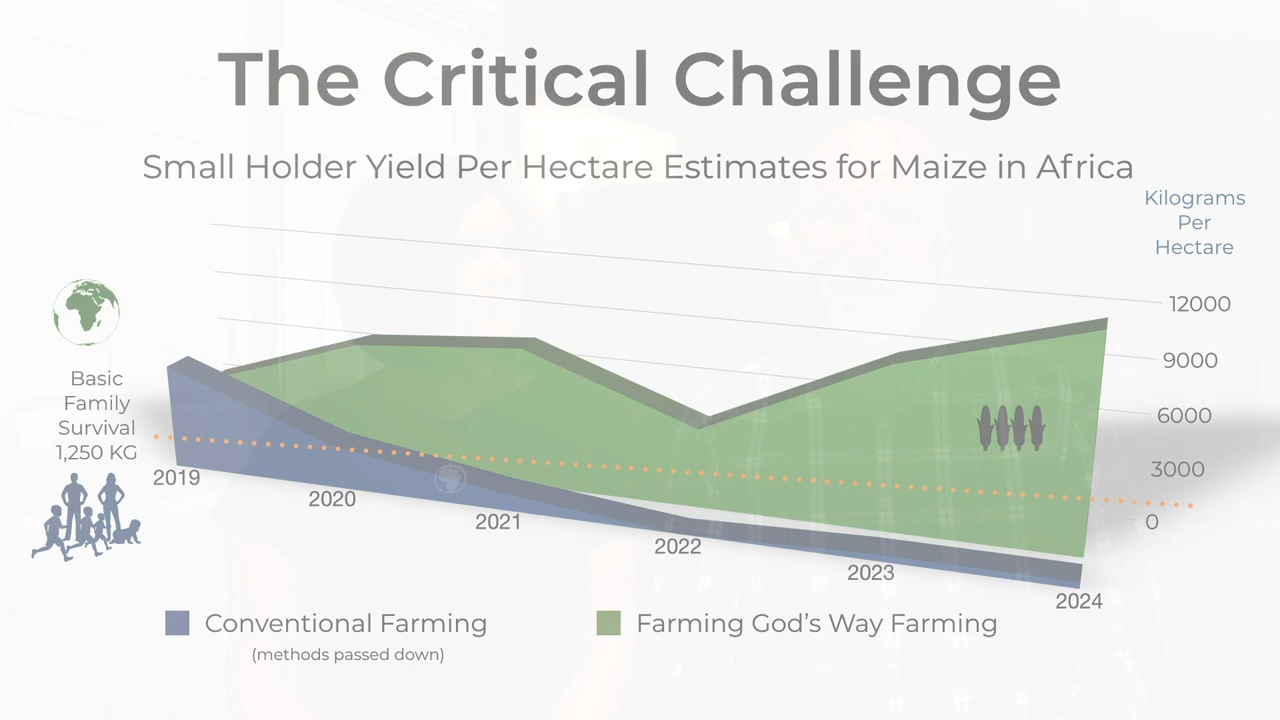 The Critical Challenge
Small Holder Yield Per Hectare Estimates for Maize in Africa
Kilograms
Per
Hectare
12000
9000
6000
3000
0
Basic
Family
Survival
1,250 KG
2019
2020
2021
2022
2023
2024
Conventional Farming
(methods passed down)
Farming God’s Way Farming